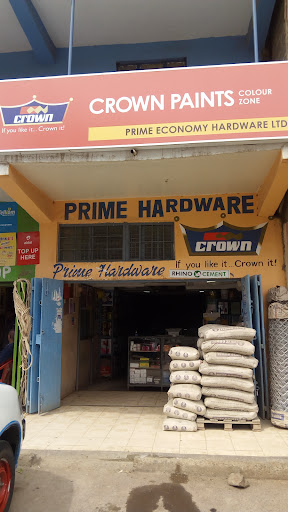 Crown
If you like it.. Crown it!
CROWN PAINTS COLOUR ZONE
PRIME ECONOMY HARDWARE LTD
TOP UP HERE
OP
PRIME HARDWARE
Crown
if you like it.. Crown it!
Prime Hardware
RHINO CEMENT